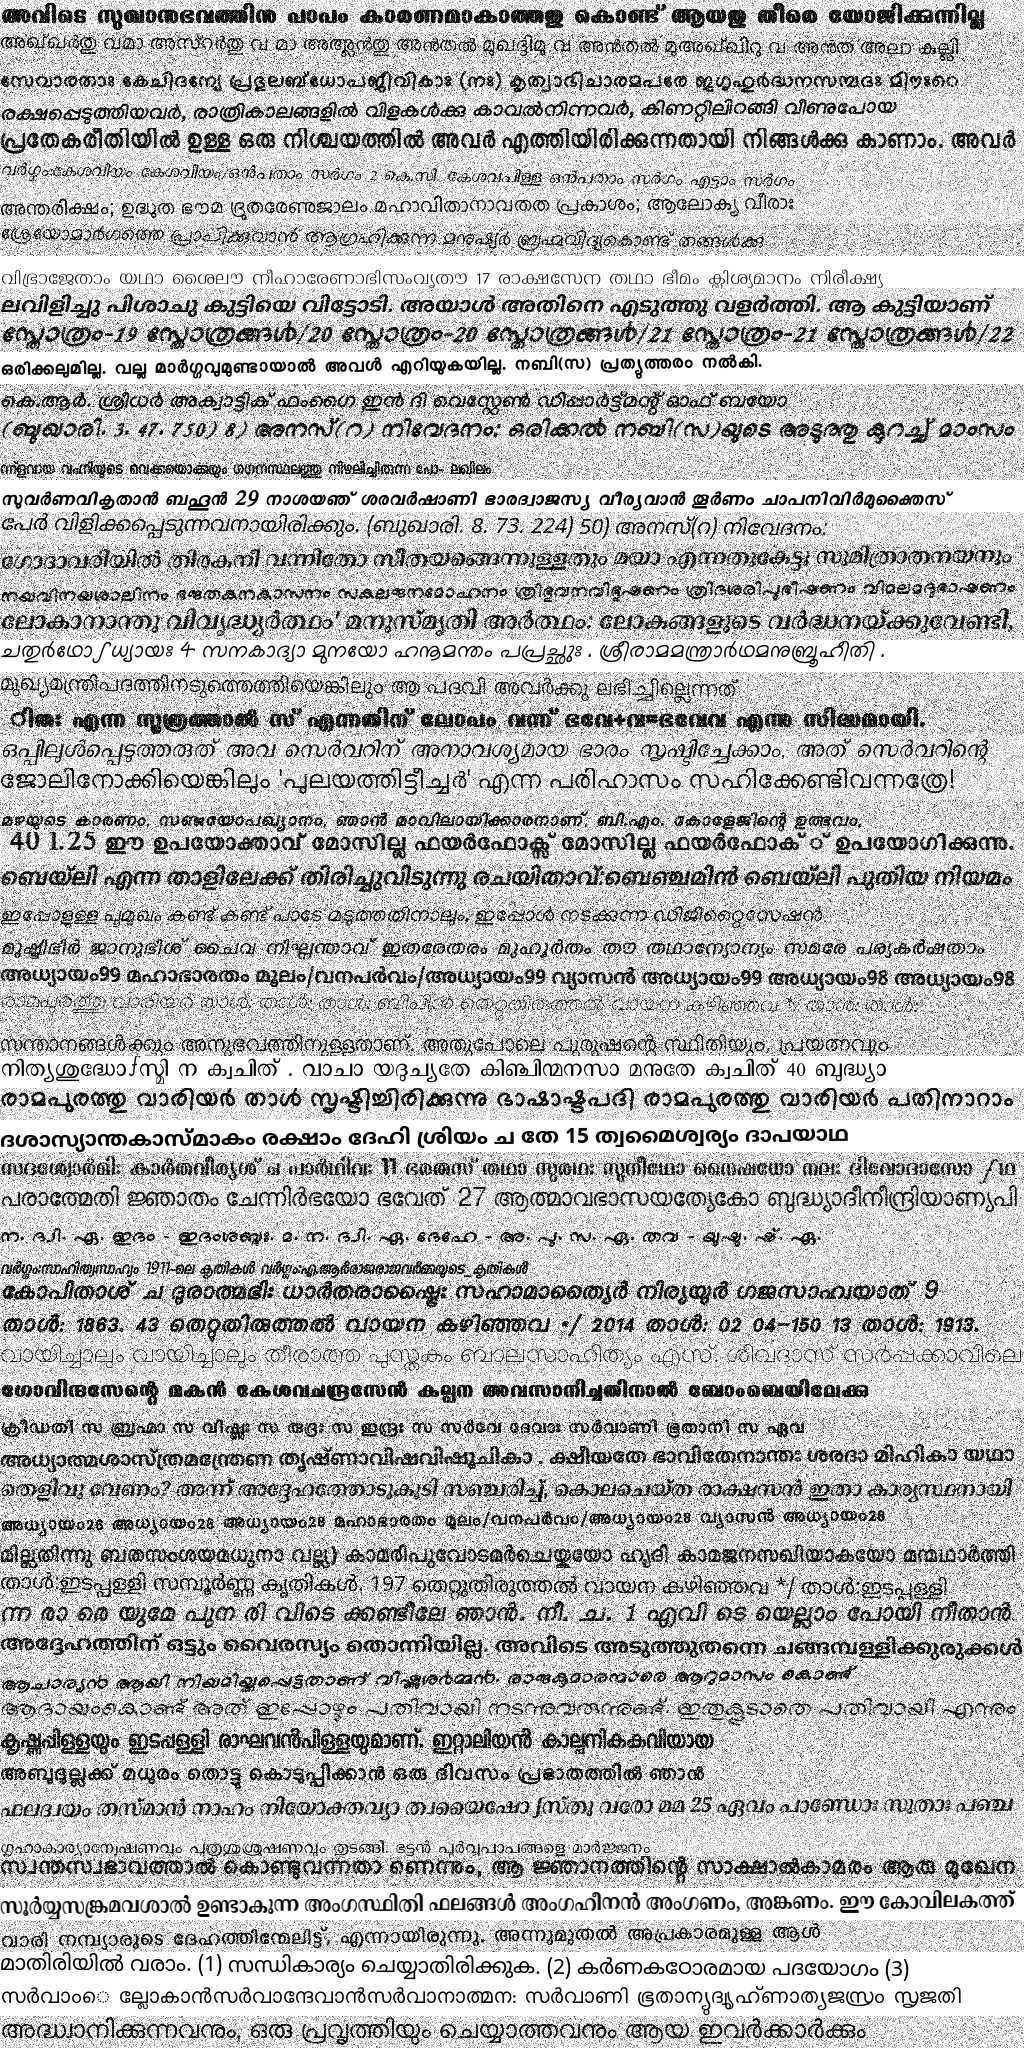 അവിടെ സുഖാനുഭവത്തിനു പാപം കാരണമാകാത്തതു കൊണ്ട് ആയതു തീരെ യോജിക്കുന്നില്ല
അഖ്ഖർതു വമാ അസ്റർതു വ മാ അഅ്ലൻതു അൻതൽ മുഖദ്ദിമു വ അൻതൽ മുഅഖ്ഖിറു വ അൻത അലാ കുല്ലി
സേവാരതാഃ കേചിദന്യേ പ്രഭുലബ്ധോപജീവികാഃ (നഃ) കൃത്വാദിചാരമപരേ ജഗൃഹുർദ്ധനസമ്പദഃ മിഊഃറെ
രക്ഷപ്പെടുത്തിയവർ, രാത്രികാലങ്ങളിൽ വിളകൾക്കു കാവൽനിന്നവർ, കിണറ്റിലിറങ്ങി വീണുപോയ
പ്രതേകരീതിയിൽ ഉള്ള ഒരു നിശ്ചയത്തിൽ അവർ എത്തിയിരിക്കുന്നതായി നിങ്ങൾക്കു കാണാം. അവർ
വർഗ്ഗം:കേശവീയം കേശവീയം/ഒൻപതാം സർഗം 2 കെ.സി. കേശവപിള്ള ഒൻപതാം സർഗം എട്ടാം സർഗം
അന്തരിക്ഷം; ഉദ്ധുത ഭൗമ ദ്രുതരേണുജാലം മഹാവിതാനാവതത പ്രകാശം; ആലോക്യ വീരാഃ
ശ്രേയോമാർഗത്തെ പ്രാപിക്കുവാൻ ആഗ്രഹിക്കുന്ന മനുഷ്യർ ബ്രഹ്മവിദ്യകൊണ്ട് തങ്ങൾക്കു
വിഭ്രാജേതാം യഥാ ശൈലൗ നീഹാരേണാഭിസംവൃതൗ 17 രാക്ഷസേന തഥാ ഭീമം ക്ലിശ്യമാനം നിരീക്ഷ്യ
ലവിളിച്ചു പിശാചു കുട്ടിയെ വിട്ടോടി. അയാൾ അതിനെ എടുത്തു വളർത്തി. ആ കുട്ടിയാണ്
സ്തോത്രം-19 സ്തോത്രങ്ങൾ/20 സ്തോത്രം-20 സ്തോത്രങ്ങൾ/21 സ്തോത്രം-21 സ്തോത്രങ്ങൾ/22
ഒരിക്കലുമില്ല. വല്ല മാർഗ്ഗവുമുണ്ടായാൽ അവൾ എറിയുകയില്ല. നബി(സ) പ്രത്യുത്തരം നൽകി.
കെ.ആർ. ശ്രിധർ അക്വാട്ടിക് ഫംഗൈ ഇൻ ദി വെസ്റ്റേൺ ഡിപ്പാർട്ട്മന്റ് ഓഫ് ബയോ
(ബുഖാരി. 3. 47. 750) 8) അനസ്(റ) നിവേദനം: ഒരിക്കൽ നബി(സ)യുടെ അടുത്തു കുറച്ച് മാംസം
ന്ന്ളവായ വഹ്നിയുടെ വെക്കയൊക്കയും ഗഗനസ്ഥലത്തു നിഴലിച്ചിരുന്ന പോ- ലഖിലം
സുവർണവികൃതാൻ ബഹൂൻ 29 നാശയഞ് ശരവർഷാണി ഭാരദ്വാജസ്യ വീര്യവാൻ തൂർണം ചാപനിവിർമുക്തൈസ്
പേർ വിളിക്കപ്പെടുന്നവനായിരിക്കും. (ബുഖാരി. 8. 73. 224) 50) അനസ്(റ) നിവേദനം:
ഗോദാവരിയിൽ തിരകനി വന്നിതോ സീതയങ്ങെന്നുള്ളതും മയാ എന്നതുകേട്ടു സുമിത്രാതനയനും
നയവിനയശാലിനം ഭജതകനകാസനം സകലജനമോഹനം ത്രിഭുവനവിഭൂഷണം ത്രിദശരിപുഭീഷണം വിമലമദുഭാഷണം
ലോകാനാന്തു വിവൃദ്ധ്യർത്ഥം' മനുസ്മൃതി അർത്ഥം: ലോകങ്ങളുടെ വർദ്ധനയ്ക്കുവേണ്ടി,
ചതുർഥോഽധ്യായഃ 4 സനകാദ്യാ മുനയോ ഹനൂമന്തം പപ്രച്ഛുഃ . ശ്രീരാമമന്ത്രാർഥമനുബ്രൂഹീതി .
മുഖ്യമന്ത്രിപദത്തിനടുത്തെത്തിയെങ്കിലും ആ പദവി അവർക്കു ലഭിച്ചില്ലെന്നത്
റിതഃ എന്ന സൂത്രത്താൽ സ് എന്നതിന് ലോപം വന്ന് ഭവേ+വ=ഭവേവ എന്നു സിദ്ധമായി.
ഒപ്പിലുൾപ്പെടുത്തരുത് അവ സെർവറിന് അനാവശ്യമായ ഭാരം സൃഷ്ടിച്ചേക്കാം, അത് സെർവറിന്റെ
ജോലിനോക്കിയെങ്കിലും 'പുലയത്തിട്ടീച്ചർ' എന്ന പരിഹാസം സഹിക്കേണ്ടിവന്നത്രേ!
മഴയുടെ കാരണം, സഞ്ജയോപഖ്യാനം, ഞാൻ മാവിലായിക്കാരനാണ്, ബി.എം. കോളേജിന്റെ ഉത്ഭവം,
40 1.25 ഈ ഉപയോക്താവ് മോസില്ല ഫയർഫോക്സ് മോസില്ല ഫയർഫോക് ് ഉപയോഗിക്കുന്നു.
ബെയ്‌ലി എന്ന താളിലേക്ക് തിരിച്ചുവിടുന്നു രചയിതാവ്:ബെഞ്ചമിൻ ബെയ്‌ലി പുതിയ നിയമം
ഇപ്പോളുള്ള പൂമുഖം കണ്ട് കണ്ട് പാടേ മടുത്തതിനാലും, ഇപ്പോൾ നടക്കുന്ന ഡിജിറ്റൈസേഷൻ
മുഷ്ടിഭിർ ജാനുഭിശ് ചൈവ നിഘ്നന്താവ് ഇതരേതരം മുഹൂർതം തൗ തഥാന്യോന്യം സമരേ പര്യകർഷതാം
അധ്യായം99 മഹാഭാരതം മൂലം/വനപർവം/അധ്യായം99 വ്യാസൻ അധ്യായം99 അധ്യായം98 അധ്യായം98
രാമപുരത്തു വാരിയർ താൾ. താൾ: താൾ: ബിപിൻ തെറ്റുതിരുത്തൽ വായന കഴിഞ്ഞവ */ താൾ: താൾ:
സന്താനങ്ങൾക്കും അനുഭവത്തിനുള്ളതാണ്. അതുപോലെ പുരുഷന്റെ സ്ഥിതിയും, പ്രയത്നവും
നിത്യശുദ്ധോഽസ്മി ന ക്വചിത് . വാചാ യദുച്യതേ കിഞ്ചിന്മനസാ മനുതേ ക്വചിത് 40 ബുദ്ധ്യാ
രാമപുരത്തു വാരിയർ താൾ സൃഷ്ടിച്ചിരിക്കുന്നു ഭാഷാഷ്ടപദി രാമപുരത്തു വാരിയർ പതിനാറാം
ദശാസ്യാന്തകാസ്മാകം രക്ഷാം ദേഹി ശ്രിയം ച തേ 15 ത്വമൈശ്വര്യം ദാപയാഥ
സദശ്വോർമിഃ കാർതവീര്യശ് ച പാർഥിവഃ 11 ഭരതസ് തഥാ സുരഥഃ സുനീഥോ നൈഷധോ നലഃ ദിവോദാസോ ഽഥ
പരാത്മേതി ജ്ഞാതം ചേന്നിർഭയോ ഭവേത് 27 ആത്മാവഭാസയത്യേകോ ബുദ്ധ്യാദീനീന്ദ്രിയാണ്യപി
ന. ദ്പി. ഏ. ഇദം - ഇദംശബ്ദഃ. മ. ന. ദ്പി. ഏ. ദേഹേ - അ. പു. സ. ഏ. തവ - യുഷ്മ. ഷ്. ഏ.
വർഗ്ഗം:സാഹിത്യസാഹ്യം 1911-ലെ കൃതികൾ വർഗ്ഗം:എ.ആർരാജരാജവർമ്മയുടെ_കൃതികൾ
കോപിതാശ് ച ദുരാത്മഭിഃ ധാർതരാഷ്ട്രൈഃ സഹാമാത്യൈർ നിര്യയുർ ഗജസാഹ്വയാത് 9
താൾ: 1863. 43 തെറ്റുതിരുത്തൽ വായന കഴിഞ്ഞവ */ 2014 താൾ: 02 04-150 13 താൾ: 1913.
വായിച്ചാലും വായിച്ചാലും തീരാത്ത പുസ്തകം ബാലസാഹിത്യം എസ്. ശിവദാസ് സർപ്പക്കാവിലെ
ഗോവിന്ദസേന്റെ മകൻ കേശവചന്ദ്രസേൻ കല്പന അവസാനിച്ചതിനാൽ ബോംബെയിലേക്കു
ക്രീഡതി സ ബ്രഹ്മാ സ വിഷ്ണുഃ സ രുദ്രഃ സ ഇന്ദ്രഃ സ സർവേ ദേവാഃ സർവാണി ഭൂതാനി സ ഏവ
അധ്യാത്മശാസ്ത്രമന്ത്രേണ തൃഷ്ണാവിഷവിഷൂചികാ . ക്ഷീയതേ ഭാവിതേനാന്തഃ ശരദാ മിഹികാ യഥാ
തെളിവു വേണം? അന്ന് അദ്ദേഹത്തോടുകൂടി സഞ്ചരിച്ച്, കൊലചെയ്ത രാക്ഷസൻ ഇതാ കാര്യസ്ഥനായി
അധ്യായം28 അധ്യായം28 അധ്യായം28 മഹാഭാരതം മൂലം/വനപർവം/അധ്യായം28 വ്യാസൻ അധ്യായം28
മില്ലതിന്നു ബതസംശയമധുനാ വല്ലൃ) കാമരിപുവോടമർചെയ്കയോ ഹൃദി കാമജനസഖിയാകയോ മന്മഥാർത്തി
താൾ:ഇടപ്പള്ളി സമ്പൂർണ്ണ കൃതികൾ. 197 തെറ്റുതിരുത്തൽ വായന കഴിഞ്ഞവ */ താൾ:ഇടപ്പള്ളി
ന്ന രാ രെ യുമേ പുന രി വിടെ ക്കണ്ടീലേ ഞാൻ. നീ. ച. 1 എവി ടെ യെല്ലാം പോയി നീതാൻ
അദ്ദേഹത്തിന് ഒട്ടും വൈരസ്യം തൊന്നിയില്ല. അവിടെ അടുത്തുതന്നെ ചങ്ങമ്പള്ളിക്കുരുക്കൾ
ആചാര്യൻ ആയി നിയമിയ്ക്കപ്പെട്ടതാണ് വിഷ്ണുശർമ്മൻ. രാജകുമാരന്മാരെ ആറുമാസം കൊണ്ട്
ആദായംകൊണ്ട് അത് ഇപ്പോഴും പതിവായി നടന്നുവരുന്നുണ്ട്. ഇതുകൂടാതെ പതിവായി എന്നും
കൃഷ്ണപ്പിള്ളയും ഇടപ്പള്ളി രാഘവൻപിള്ളയുമാണ്. ഇറ്റാലിയൻ കാല്പനികകവിയായ
അബൂദുല്ലക്ക് മധുരം തൊട്ടു കൊടുപ്പിക്കാൻ ഒരു ദിവസം പ്രഭാതത്തിൽ ഞാൻ
ഫലദ്വയം തസ്മാൻ നാഹം നിയോക്തവ്യാ ത്വയൈഷോ ഽസ്തു വരോ മമ 25 ഏവം പാണ്ഡോഃ സുതാഃ പഞ്ച
ഗൃഹാകാര്യാന്വേഷണവും പുത്രശുശ്രൂഷണവും തുടങ്ങി. ഭട്ടൻ പൂർവ്വപാപങ്ങളെ മാർജ്ജനം
സ്വന്തസ്വഭാവത്താൽ കൊണ്ടുവന്നതാ ണെന്നും, ആ ജ്ഞാനത്തിന്റെ സാക്ഷാൽകാരം ആരു മുഖേന
സൂർയ്യസങ്ക്രമവശാൽ ഉണ്ടാകുന്ന അംഗസ്ഥിതി ഫലങ്ങൾ അംഗഹീനൻ അംഗണം, അങ്കണം. ഈ കോവിലകത്ത്
വാരി നമ്പ്യാരുടെ ദേഹത്തിന്മേലിട്ട്, എന്നായിരുന്നു. അന്നുമുതൽ അപ്രകാരമുള്ള ആൾ
മാതിരിയിൽ വരാം. (1) സന്ധികാര്യം ചെയ്യാതിരിക്കുക. (2) കർണകഠോരമായ പദയോഗം (3)
സർവാംെ ല്ലോകാൻസർവാന്ദേവാൻസർവാനാത്മനഃ സർവാണി ഭൂതാന്യുദ്യുഹ്ണാത്യജസ്രം സൃജതി
അദ്ധ്വാനിക്കുന്നവനും, ഒരു പ്രവൃത്തിയും ചെയ്യാത്തവനും ആയ ഇവർക്കാർക്കും